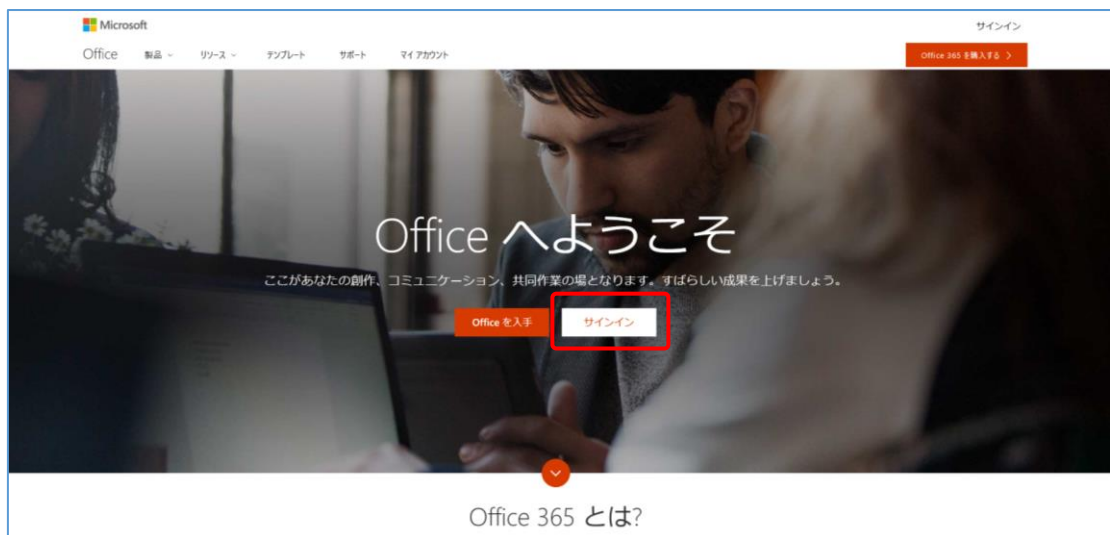 Microsoft
サインイン
Office 製品 リソース テンプレート サポート マイ アカウント
Office 365 を購入する
Office へようこそ
ここがあなたの創作、コミュニケーション、共同作業の場となります。すばらしい成果を上げましょう。
Office を入手 サインイン
Office 365 とは?